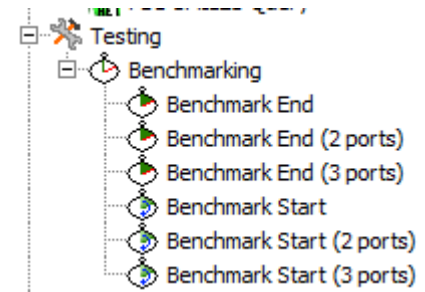 Testing
Benchmarking
Benchmark End
Benchmark End (2 ports)
Benchmark End (3 ports)
Benchmark Start
Benchmark Start (2 ports)
Benchmark Start (3 ports)